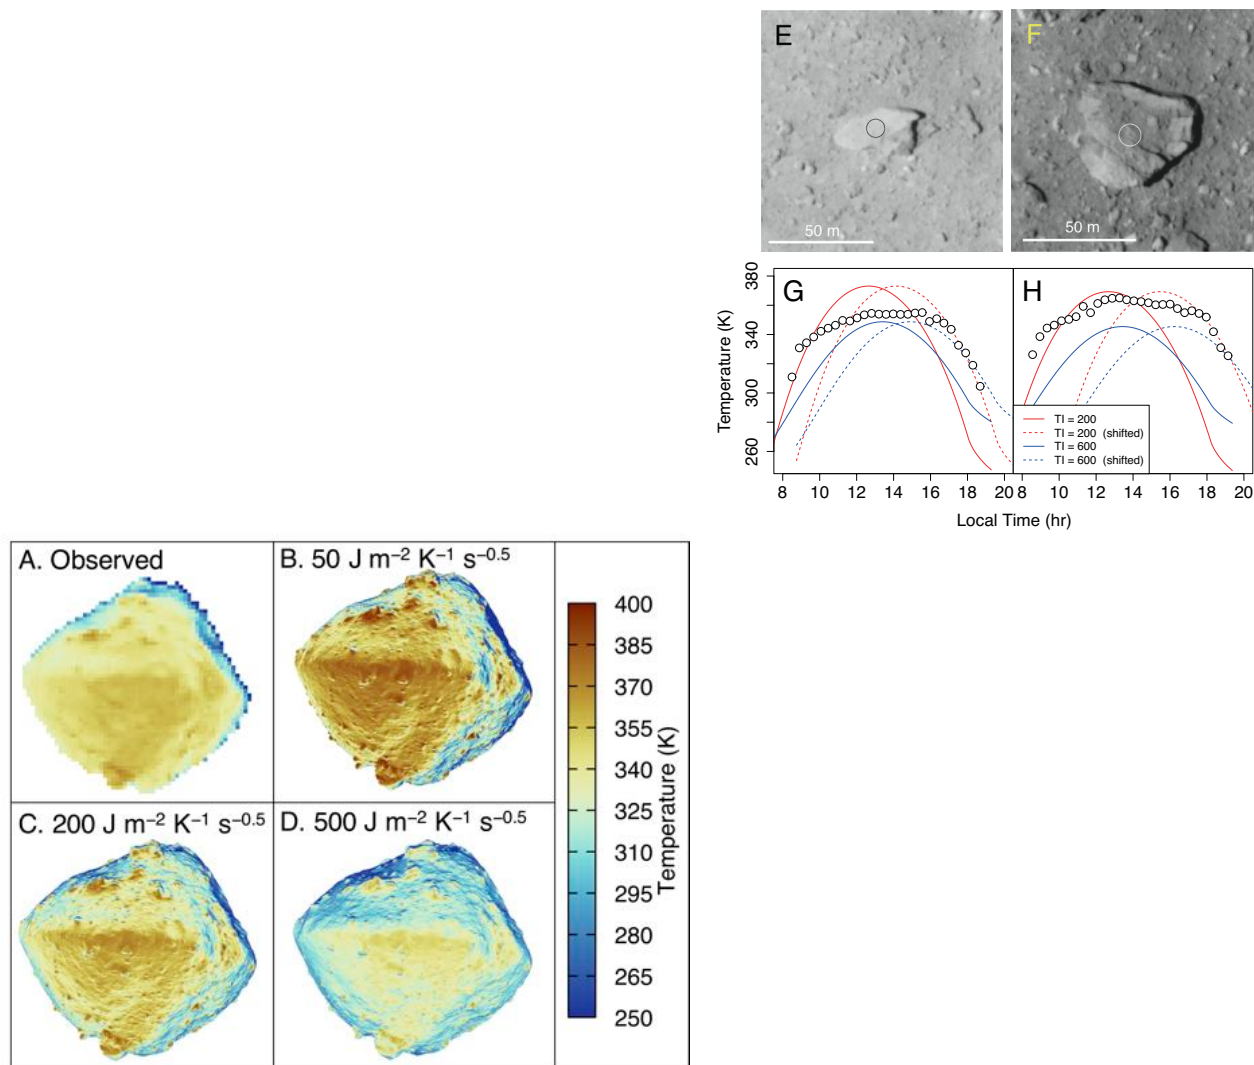 E
50 m
F
50 m
G
H
Temperature (K)
380
340
300
260
TI = 200
TI = 200 (shifted)
TI = 600
TI = 600 (shifted)
8 10 12 14 16 18 20 8 10 12 14 16 18 20
Local Time (hr)
A. Observed
B. 50 J m⁻² K⁻¹ s⁻⁰·⁵
C. 200 J m⁻² K⁻¹ s⁻⁰·⁵
D. 500 J m⁻² K⁻¹ s⁻⁰·⁵
400
385
370
355
340
325
310
295
280
265
250
Temperature (K)